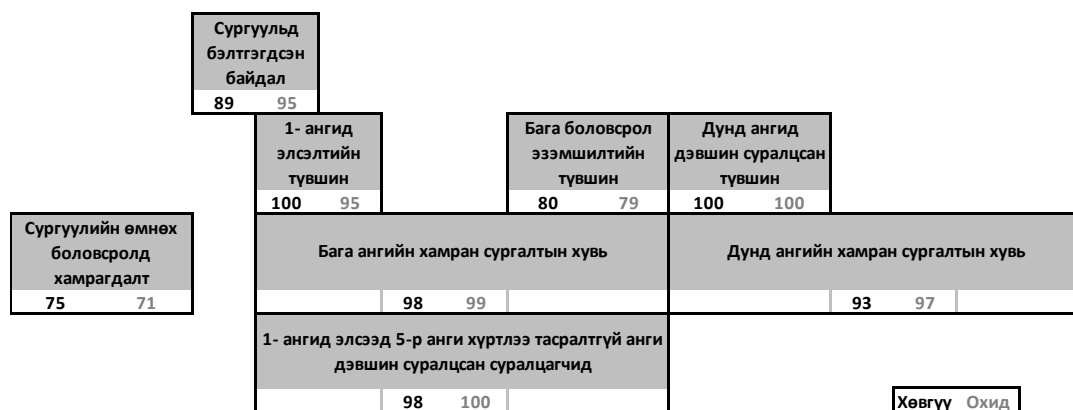 Сургуульд
бэлтгэгдсэн
байдал
89 95
1- ангид
элсэлтийн
түвшин
100 95
Бага боловсрол
эзэмшилтийн
түвшин
80 79
Дунд ангид
дэвшин суралцсан
түвшин
100 100
Сургуулийн өмнөх
боловсролд
хамрагдалт
75 71
Бага ангийн хамран сургалтын хувь
98 99
Дунд ангийн хамран сургалтын хувь
93 97
1- ангид элсээд 5-р анги хүртлээ тасралтгүй анги
дэвшин суралцсан суралцагчид
98 100
Хөвгүү Охид